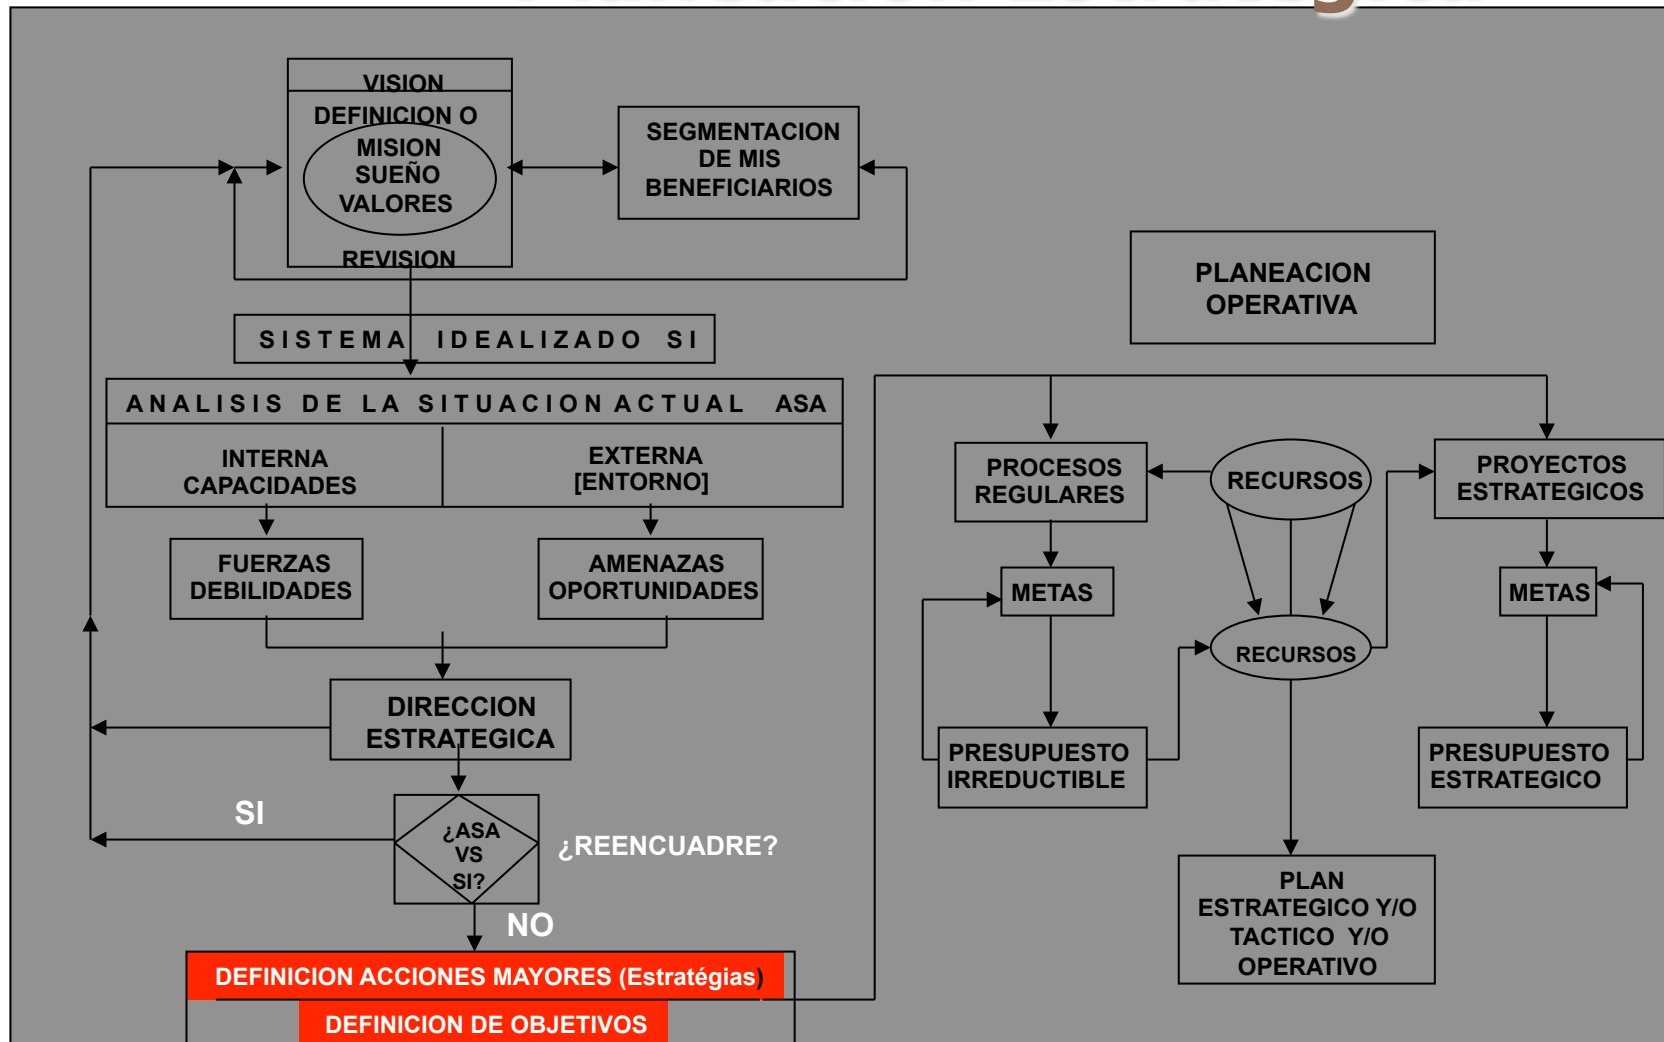 VISION
DEFINICION O
MISION
SUEÑO
VALORES
REVISION
SEGMENTACION
DE MIS
BENEFICIARIOS
SISTEMA IDEALIZADO SI
ANALISIS DE LA SITUACION ACTUAL ASA
INTERNA
CAPACIDADES
EXTERNA
[ENTORNO]
FUERZAS
DEBILIDADES
AMENAZAS
OPORTUNIDADES
DIRECCION
ESTRATEGICA
SI
¿ASA
VS
SI?
¿REENCUADRE?
NO
DEFINICION ACCIONES MAYORES (Estratégias)
DEFINICION DE OBJETIVOS
PLANEACION
OPERATIVA
PROCESOS
REGULARES
RECURSOS
PROYECTOS
ESTRATEGICOS
METAS
RECURSOS
METAS
PRESUPUESTO
IRREDUCTIBLE
PRESUPUESTO
ESTRATEGICO
PLAN
ESTRATEGICO Y/O
TACTICO Y/O
OPERATIVO